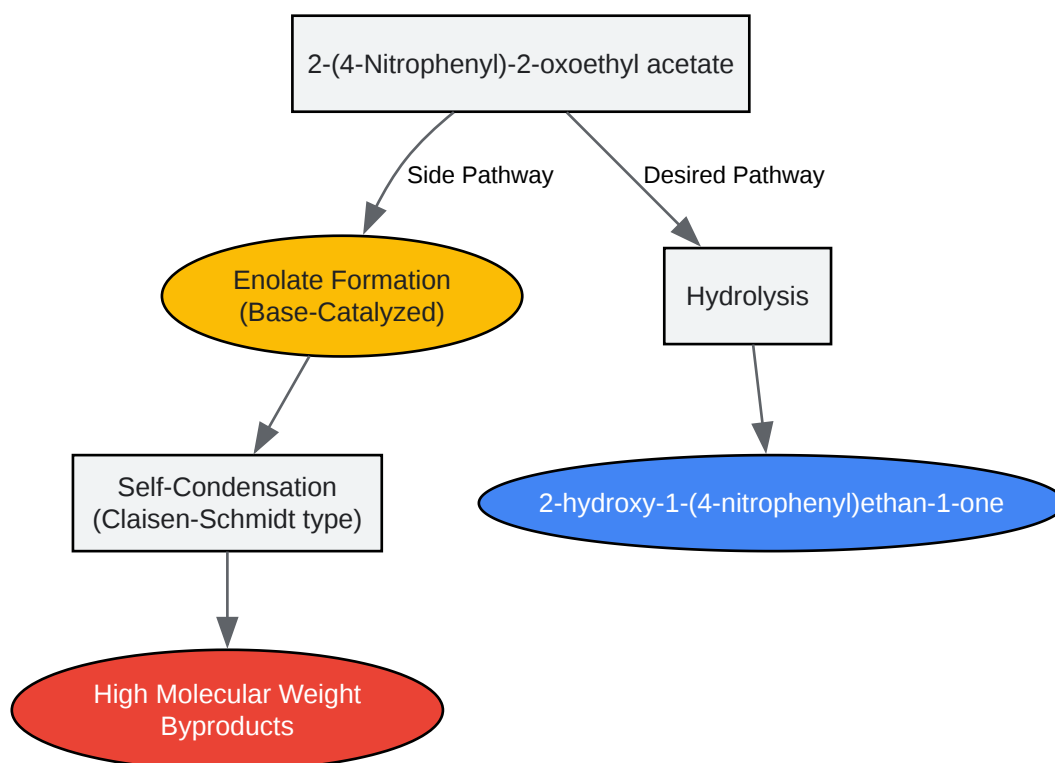 2-(4-Nitrophenyl)-2-oxoethyl acetate
Side Pathway
Desired Pathway
Enolate Formation
(Base-Catalyzed)
Hydrolysis
Self-Condensation
(Claisen-Schmidt type)
2-hydroxy-1-(4-nitrophenyl)ethan-1-one
High Molecular Weight
Byproducts